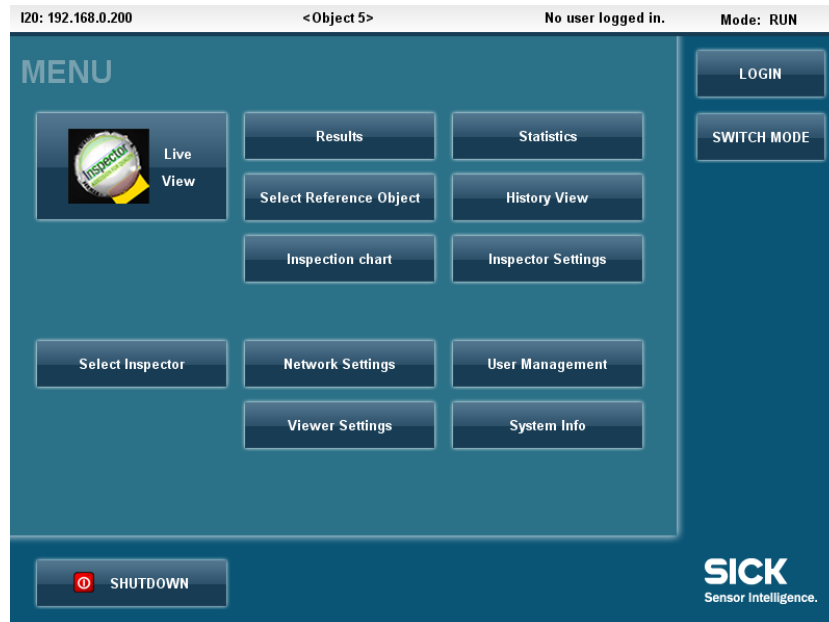 I20: 192.168.0.200 <Object 5> No user logged in. Mode: RUN
MENU
LOGIN
SWITCH MODE
Inspector
Live
View
Results
Statistics
Select Reference Object
History View
Inspection chart
Inspector Settings
Select Inspector
Network Settings
User Management
Viewer Settings
System Info
SHUTDOWN
SICK
Sensor Intelligence.